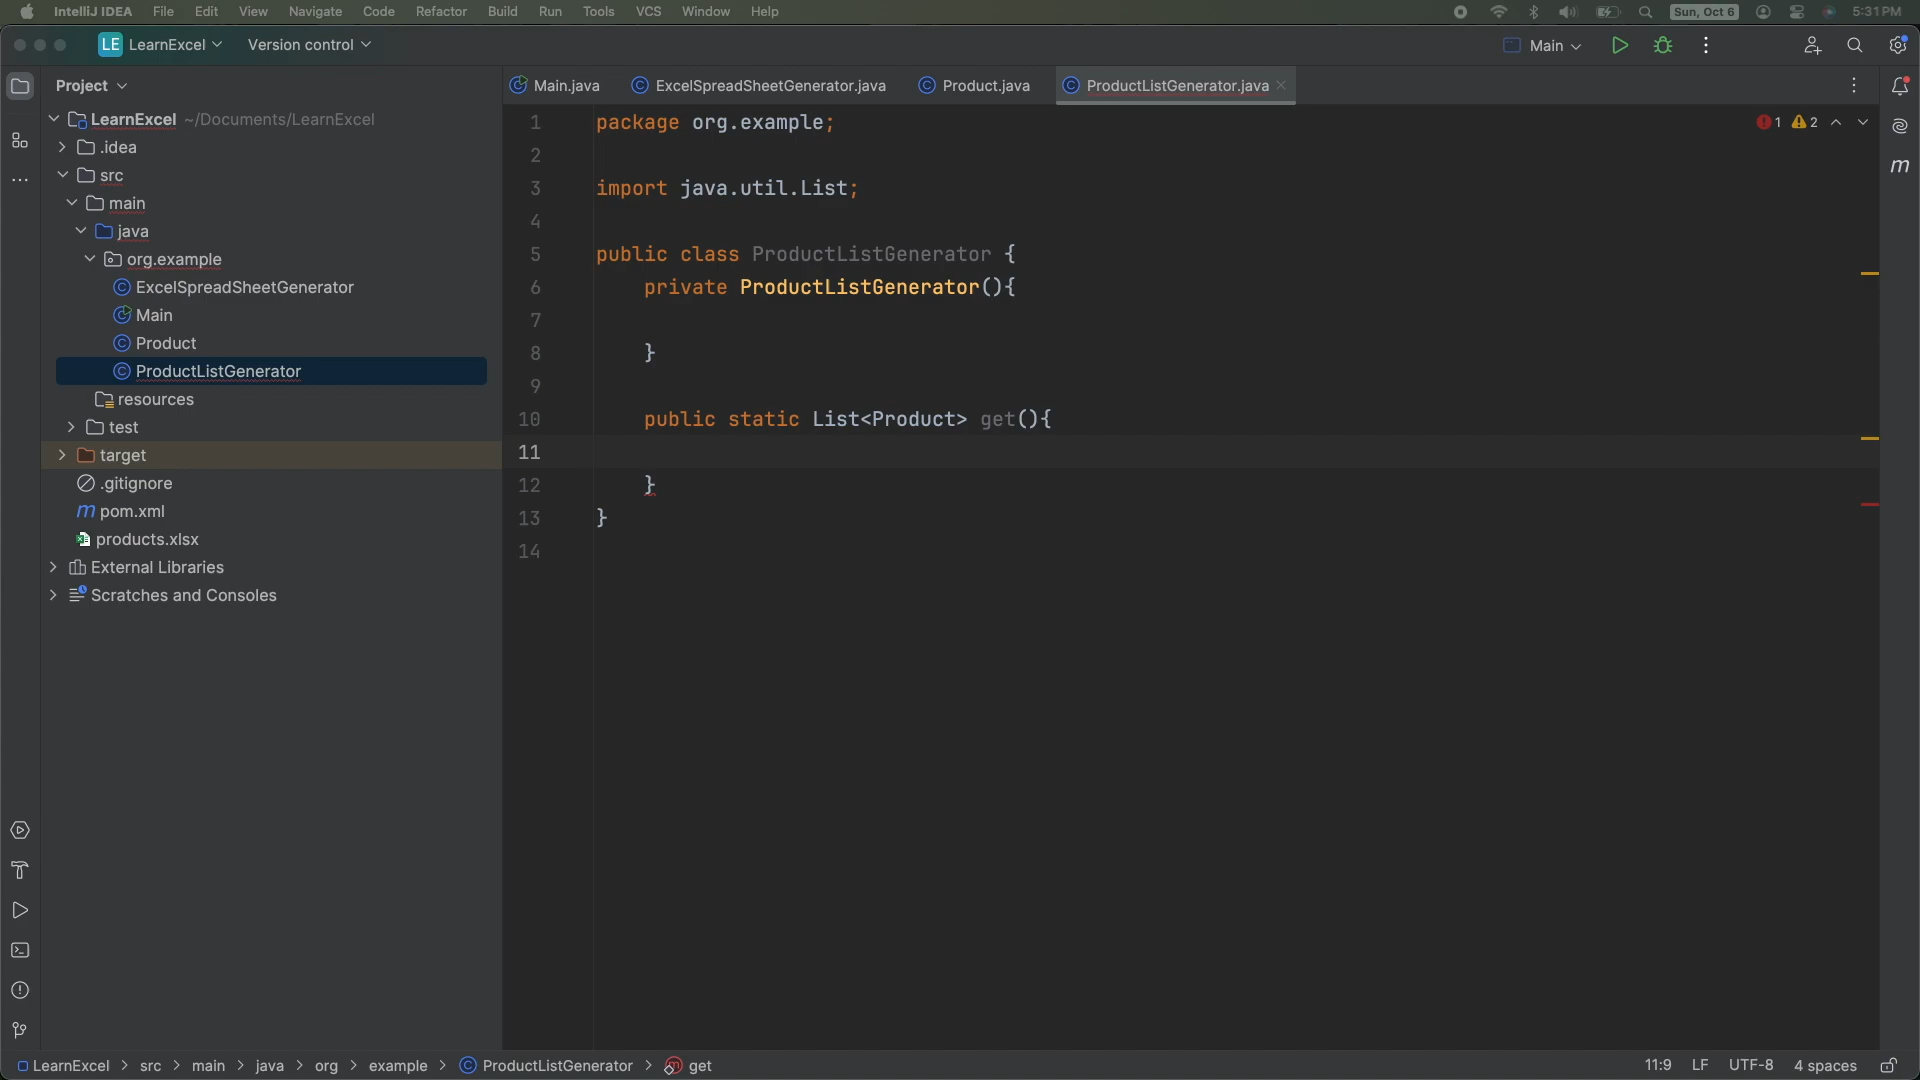 IntelliJ IDEA File Edit View Navigate Code Refactor Build Run Tools VCS Window Help Sun, Oct 6 5:31 PM
LE LearnExcel Version control Main
Project
Main.java ExcelSpreadSheetGenerator.java Product.java ProductListGenerator.java
LearnExcel ~/Documents/LearnExcel
.idea
src
main
java
org.example
ExcelSpreadSheetGenerator
Main
Product
ProductListGenerator
resources
test
target
.gitignore
m pom.xml
products.xlsx
External Libraries
Scratches and Consoles
1 package org.example;
2
3 import java.util.List;
4
5 public class ProductListGenerator {
6 private ProductListGenerator(){
7
8 }
9
10 public static List<Product> get(){
11
12 }
13 }
14
1 2
m
LearnExcel > src > main > java > org > example > ProductListGenerator > get
11:9 LF UTF-8 4 spaces